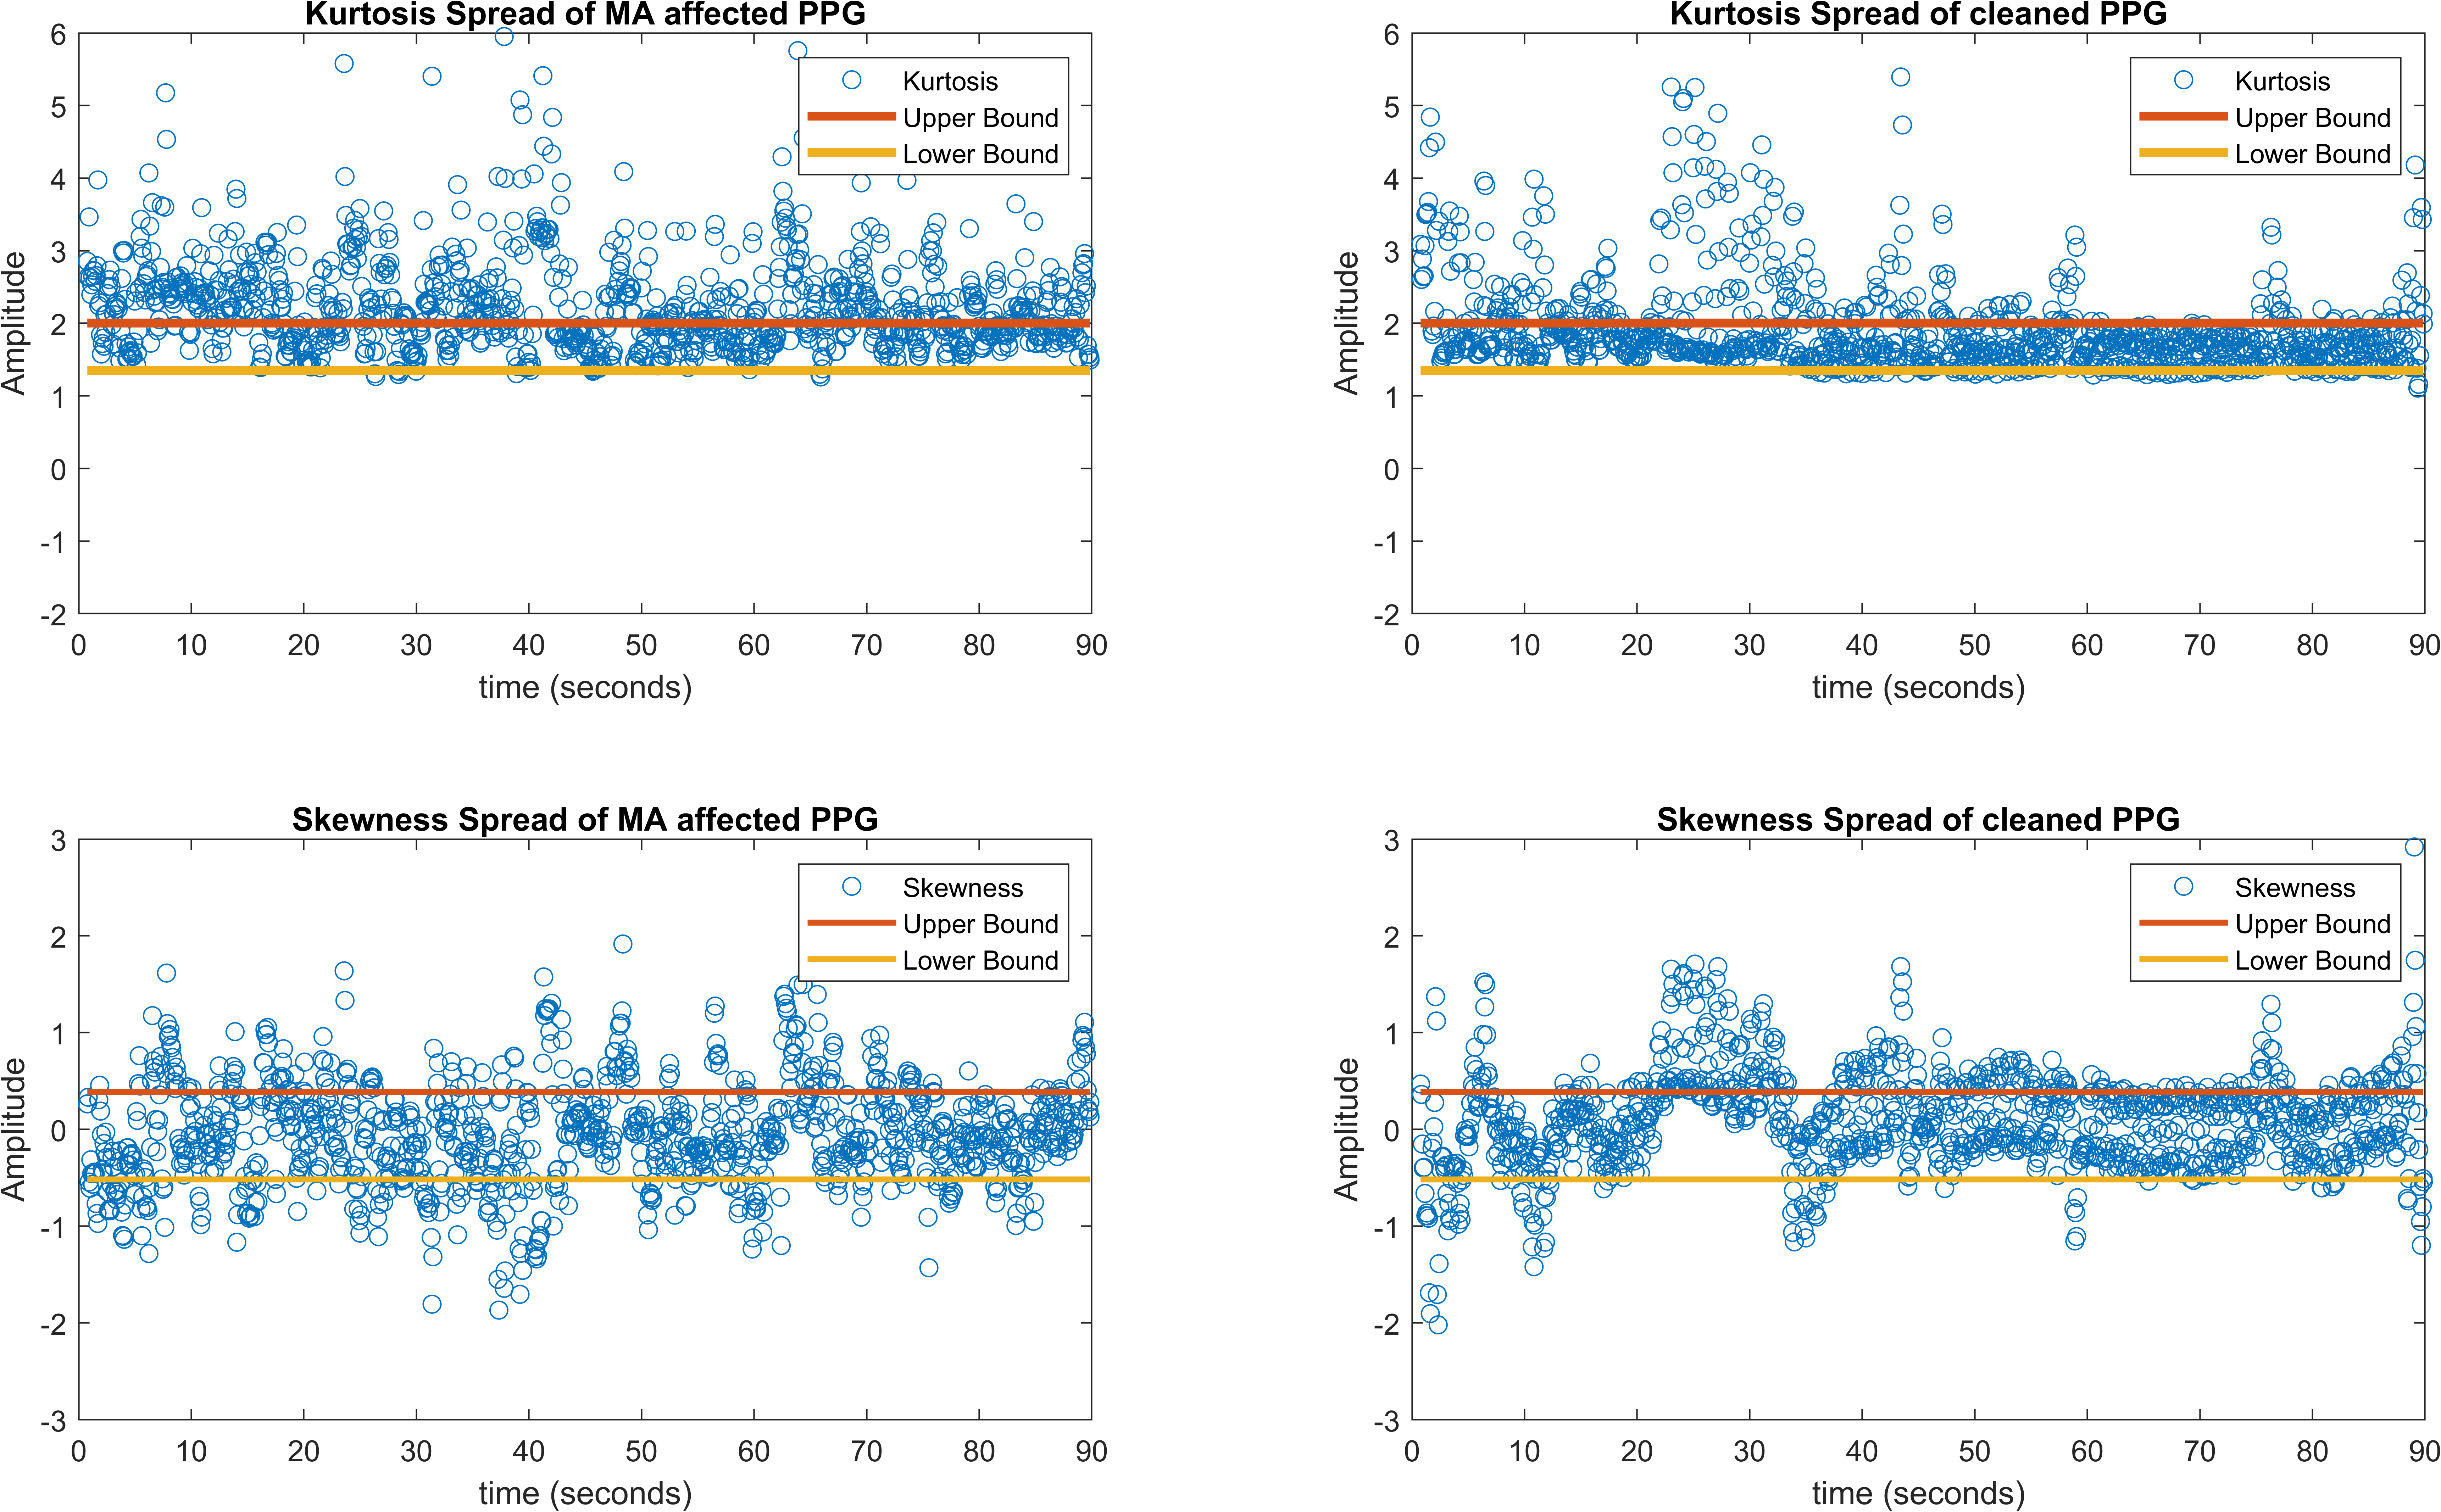 Kurtosis Spread of MA affected PPG
6
5
4
3
2
1
0
-1
-2
Amplitude
Kurtosis
Upper Bound
Lower Bound
0 10 20 30 40 50 60 70 80 90
time (seconds)
Kurtosis Spread of cleaned PPG
6
5
4
3
2
1
0
-1
-2
Amplitude
Kurtosis
Upper Bound
Lower Bound
0 10 20 30 40 50 60 70 80 90
time (seconds)
Skewness Spread of MA affected PPG
3
2
1
0
-1
-2
-3
Amplitude
Skewness
Upper Bound
Lower Bound
0 10 20 30 40 50 60 70 80 90
time (seconds)
Skewness Spread of cleaned PPG
3
2
1
0
-1
-2
-3
Amplitude
Skewness
Upper Bound
Lower Bound
0 10 20 30 40 50 60 70 80 90
time (seconds)